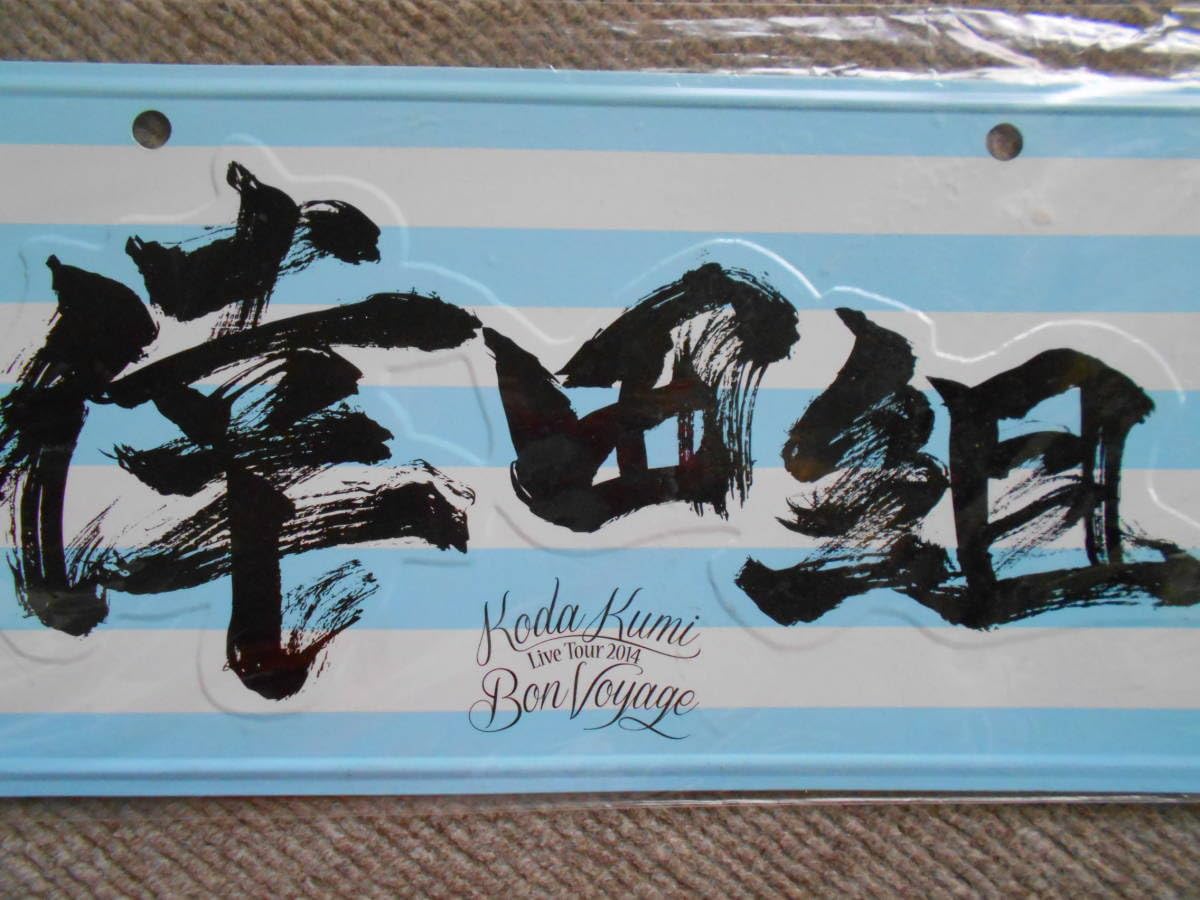 倖田組
Koda Kumi
Live Tour 2014
Bon Voyage